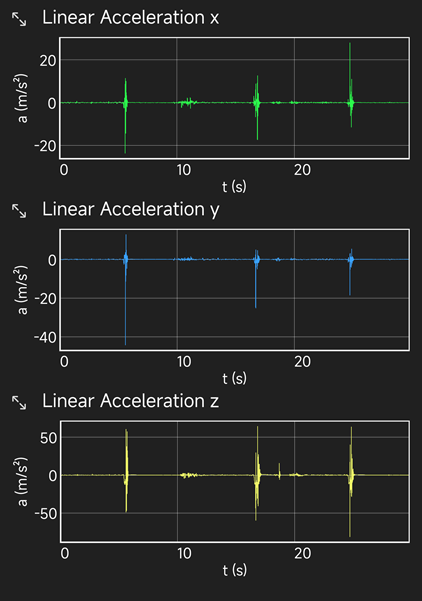 Linear Acceleration x
20
0
-20
a (m/s²)
0 10 20
t (s)
Linear Acceleration y
0
-20
-40
a (m/s²)
0 10 20
t (s)
Linear Acceleration z
50
0
-50
a (m/s²)
0 10 20
t (s)